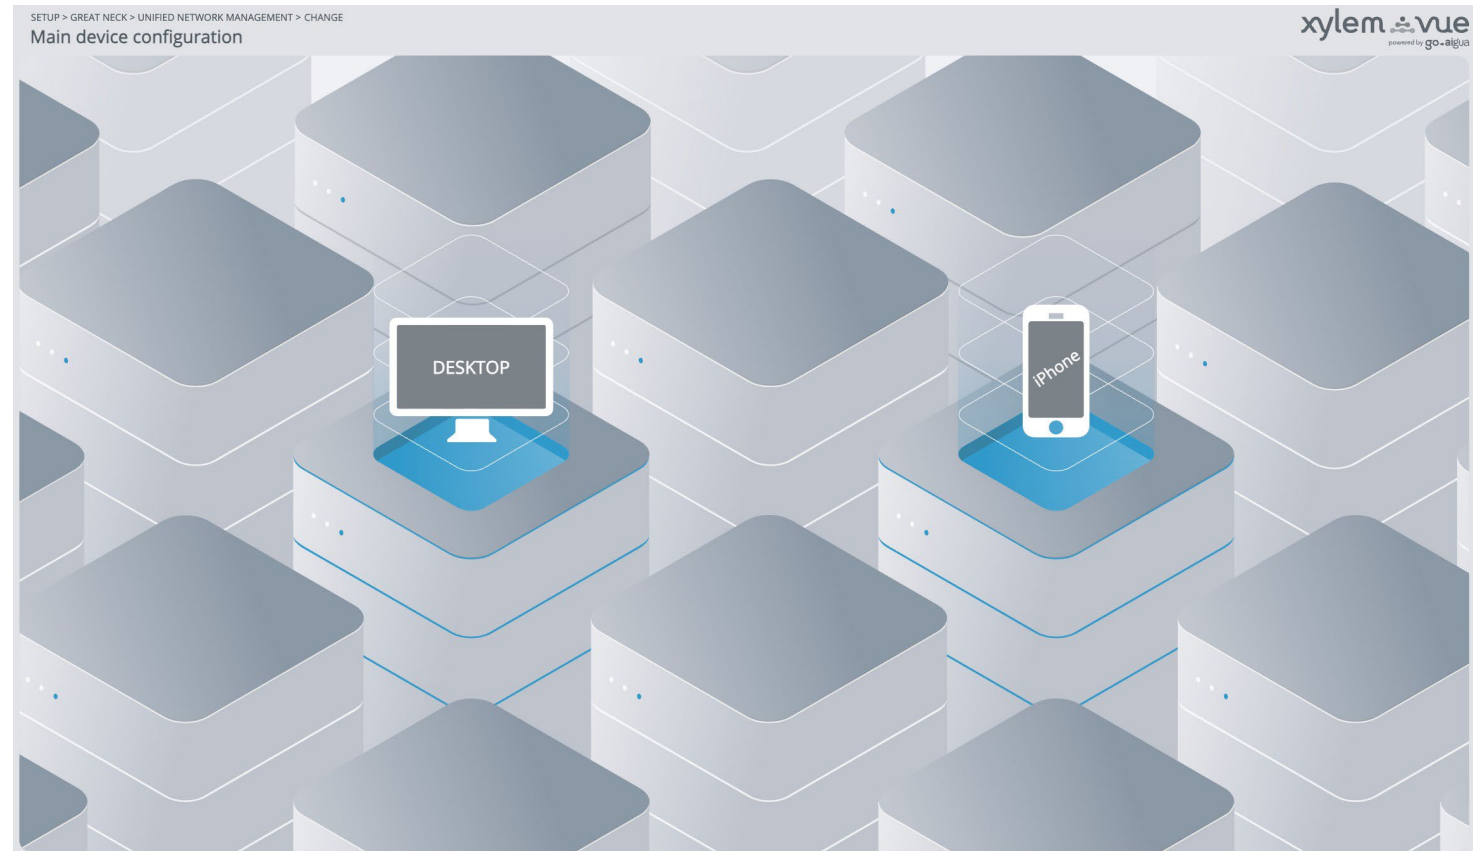 SETUP > GREAT NECK > UNIFIED NETWORK MANAGEMENT > CHANGE
Main device configuration
xylem vue
powered by go-aigua
DESKTOP
iPhone